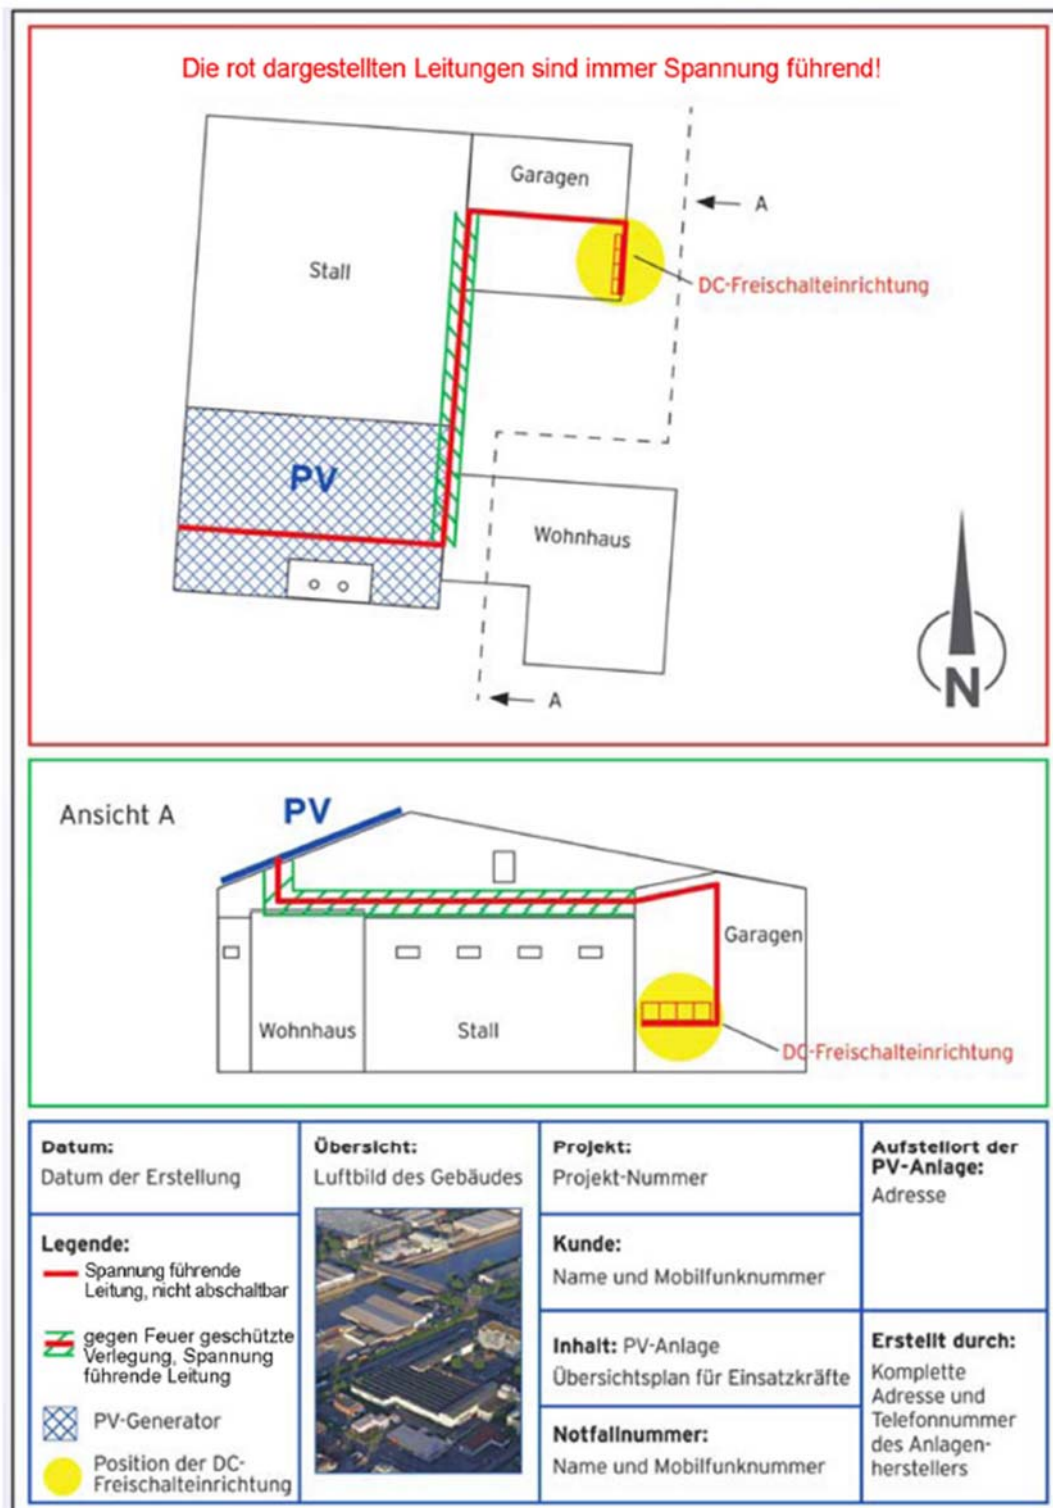 Die rot dargestellten Leitungen sind immer Spannung führend!
Garagen
A
Stall
DC-Freischalteinrichtung
PV
Wohnhaus
N
A
Ansicht A
PV
Garagen
Wohnhaus
Stall
DC-Freischalteinrichtung
Datum:
Datum der Erstellung
Legende:
Spannung führende
Leitung, nicht abschaltbar
gegen Feuer geschützte
Verlegung, Spannung
führende Leitung
PV-Generator
Position der DC-
Freischalteinrichtung
Übersicht:
Luftbild des Gebäudes
Projekt:
Projekt-Nummer
Kunde:
Name und Mobilfunknummer
Inhalt: PV-Anlage
Übersichtsplan für Einsatzkräfte
Notfallnummer:
Name und Mobilfunknummer
Aufstellort der
PV-Anlage:
Adresse
Erstellt durch:
Komplette
Adresse und
Telefonnummer
des Anlagen-
herstellers